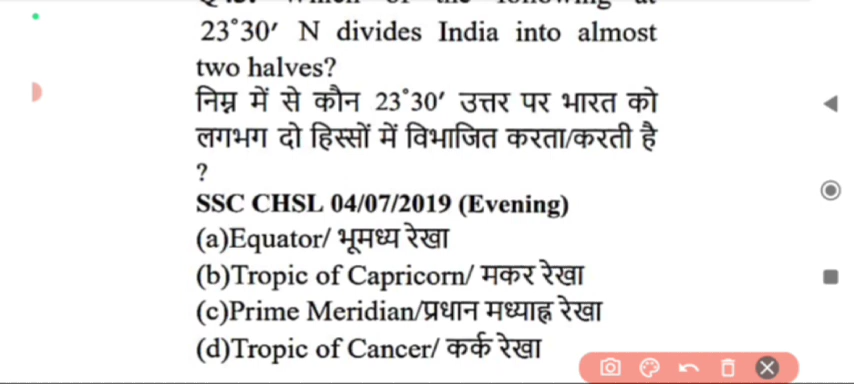 23°30′ N divides India into almost
two halves?
निम्न में से कौन 23°30′ उत्तर पर भारत को
लगभग दो हिस्सों में विभाजित करता/करती है
?
SSC CHSL 04/07/2019 (Evening)
(a)Equator/ भूमध्य रेखा
(b)Tropic of Capricorn/ मकर रेखा
(c)Prime Meridian/प्रधान मध्याह्न रेखा
(d)Tropic of Cancer/ कर्क रेखा